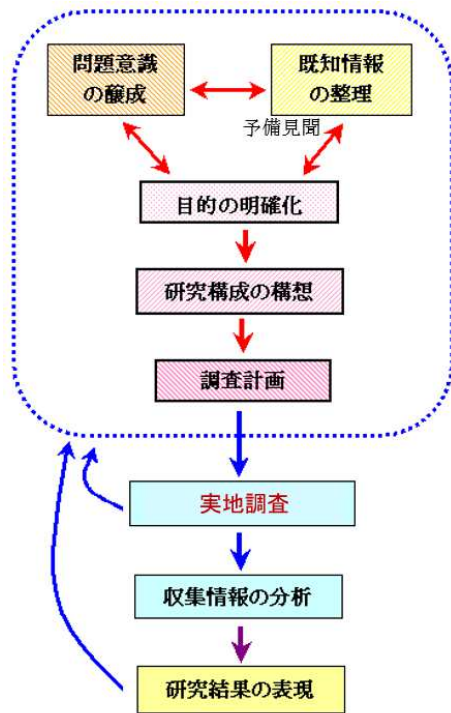 問題意識
の醸成
既知情報
の整理
予備見聞
目的の明確化
研究構成の構想
調査計画
実地調査
収集情報の分析
研究結果の表現